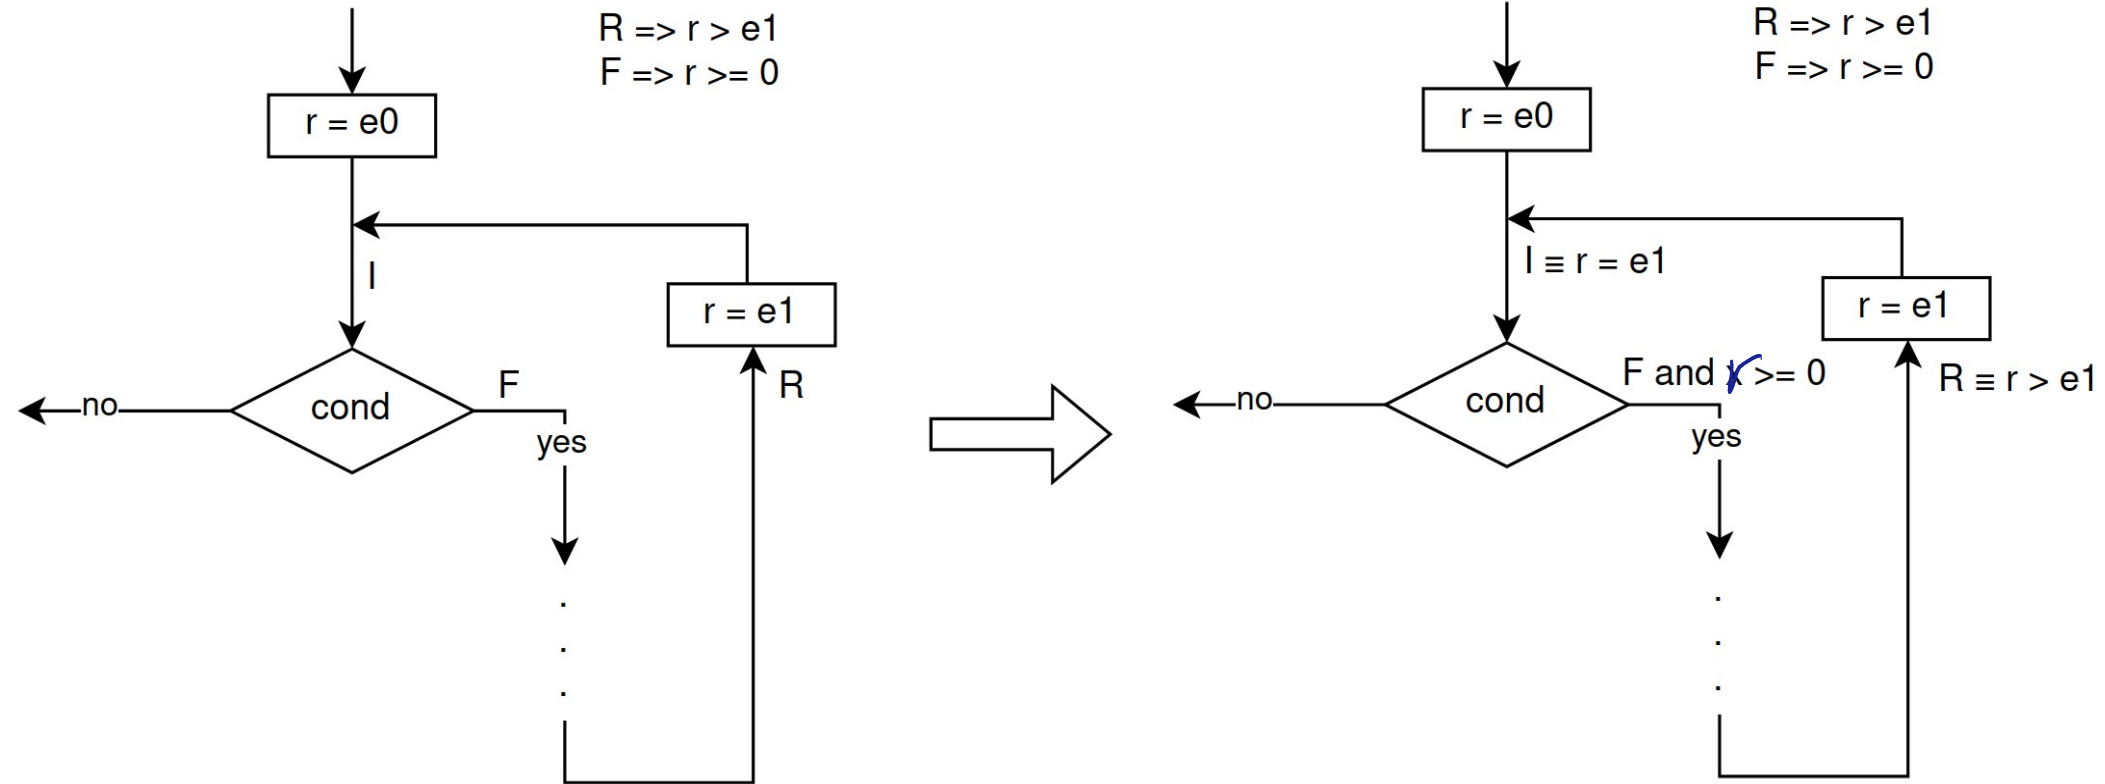 R => r > e1
F => r >= 0
r = e0
I
r = e1
F
R
no
cond
yes
.
.
.
R => r > e1
F => r >= 0
r = e0
I ≡ r = e1
r = e1
F and r >= 0
R ≡ r > e1
no
cond
yes
.
.
.